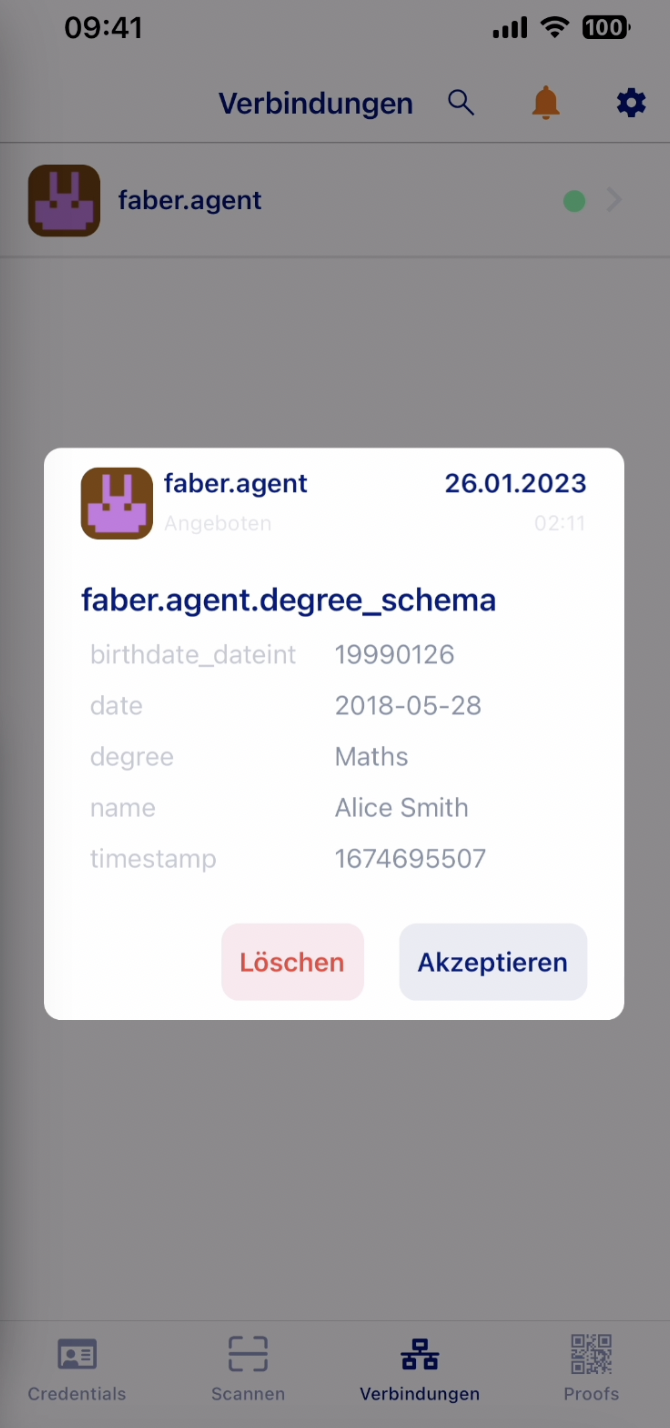 09:41 100
Verbindungen
faber.agent
faber.agent 26.01.2023
Angeboten 02:11
faber.agent.degree_schema
birthdate_dateint 19990126
date 2018-05-28
degree Maths
name Alice Smith
timestamp 1674695507
Löschen Akzeptieren
Credentials Scannen Verbindungen Proofs